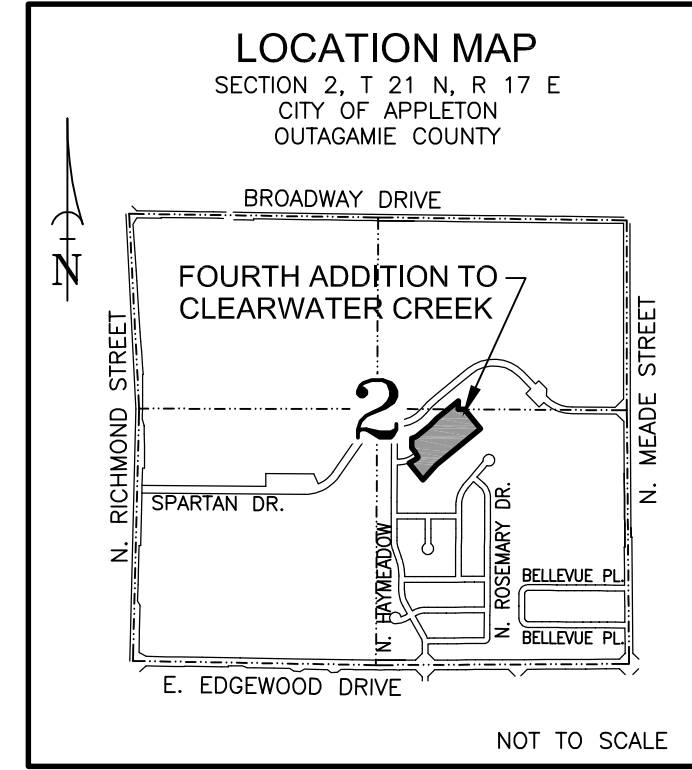 LOCATION MAP
SECTION 2, T 21 N, R 17 E
CITY OF APPLETON
OUTAGAMIE COUNTY
N
BROADWAY DRIVE
FOURTH ADDITION TO
CLEARWATER CREEK
N. RICHMOND STREET
N. MEADE STREET
2
SPARTAN DR.
N. HAYMEADOW
N. ROSEMARY DR.
BELLEVUE PL.
BELLEVUE PL.
E. EDGEWOOD DRIVE
NOT TO SCALE